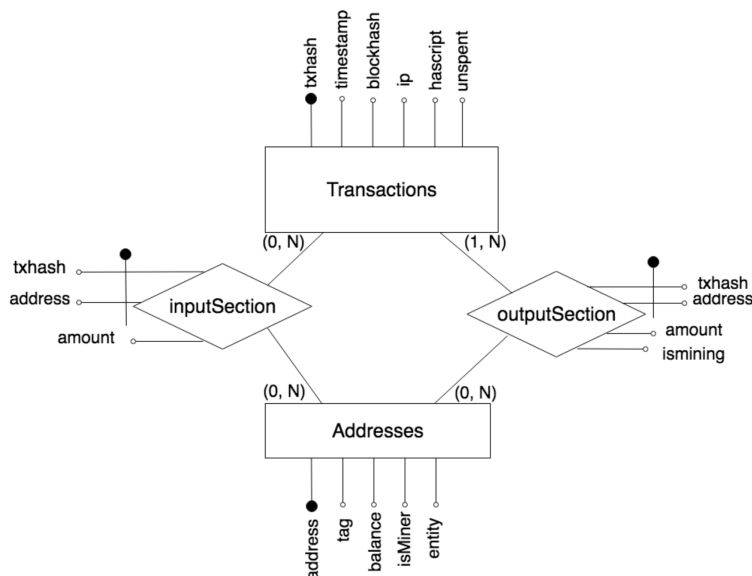 txhash
timestamp
blockhash
ip
hascript
unspent
Transactions
(0, N)
(1, N)
txhash
address
amount
inputSection
outputSection
txhash
address
amount
ismining
(0, N)
(0, N)
Addresses
address
tag
balance
isMiner
entity